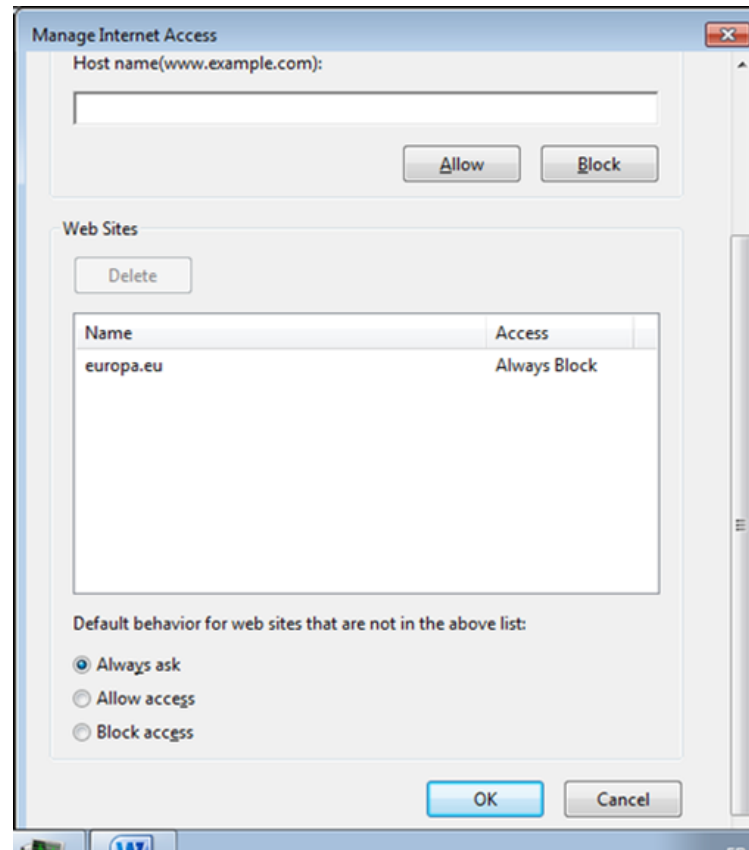 Manage Internet Access
Host name(www.example.com):
Allow Block
Web Sites
Delete
Name Access
europa.eu Always Block
Default behavior for web sites that are not in the above list:
Always ask
Allow access
Block access
OK Cancel